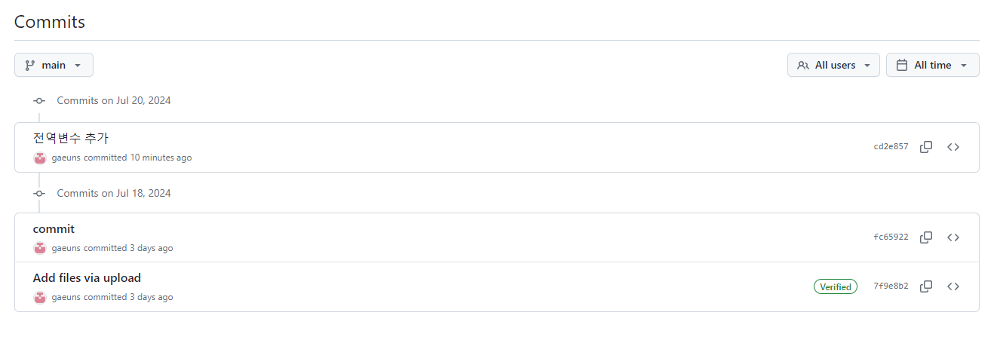 Commits
main
All users
All time
Commits on Jul 20, 2024
전역변수 추가
gaeuns committed 10 minutes ago
cd2e857
Commits on Jul 18, 2024
commit
gaeuns committed 3 days ago
fc65922
Add files via upload
gaeuns committed 3 days ago
Verified
7f9e8b2